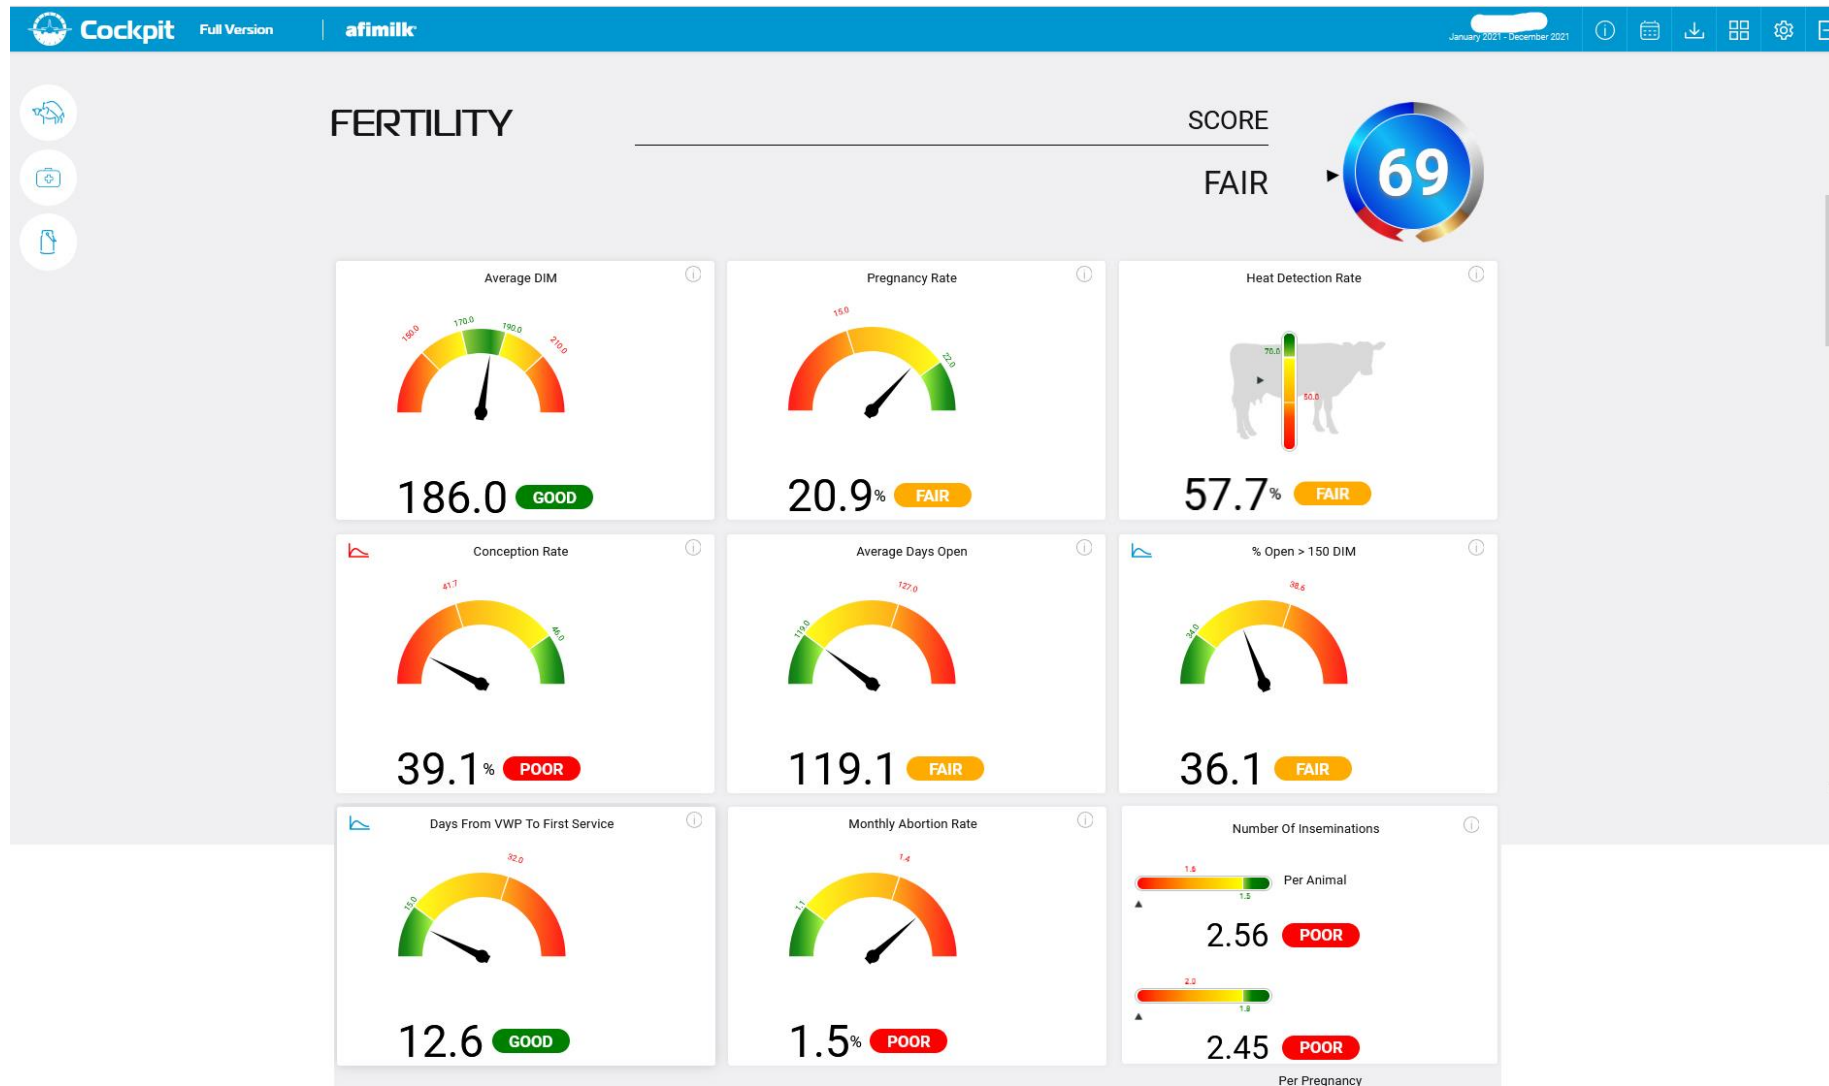 Cockpit Full Version afimilk
January 2021 - December 2021
FERTILITY
SCORE
FAIR
69
Average DIM
150.0
170.0
190.0
210.0
186.0 GOOD
Pregnancy Rate
15.0
22.0
20.9% FAIR
Heat Detection Rate
70.0
50.0
57.7% FAIR
Conception Rate
41.7
46.0
39.1% POOR
Average Days Open
119.0
127.0
119.1 FAIR
% Open > 150 DIM
34.0
38.6
36.1 FAIR
Days From VWP To First Service
15.0
32.0
12.6 GOOD
Monthly Abortion Rate
1.1
1.4
1.5% POOR
Number Of Inseminations
Per Animal
1.5
2.56 POOR
2.0
2.45 POOR
Per Pregnancy